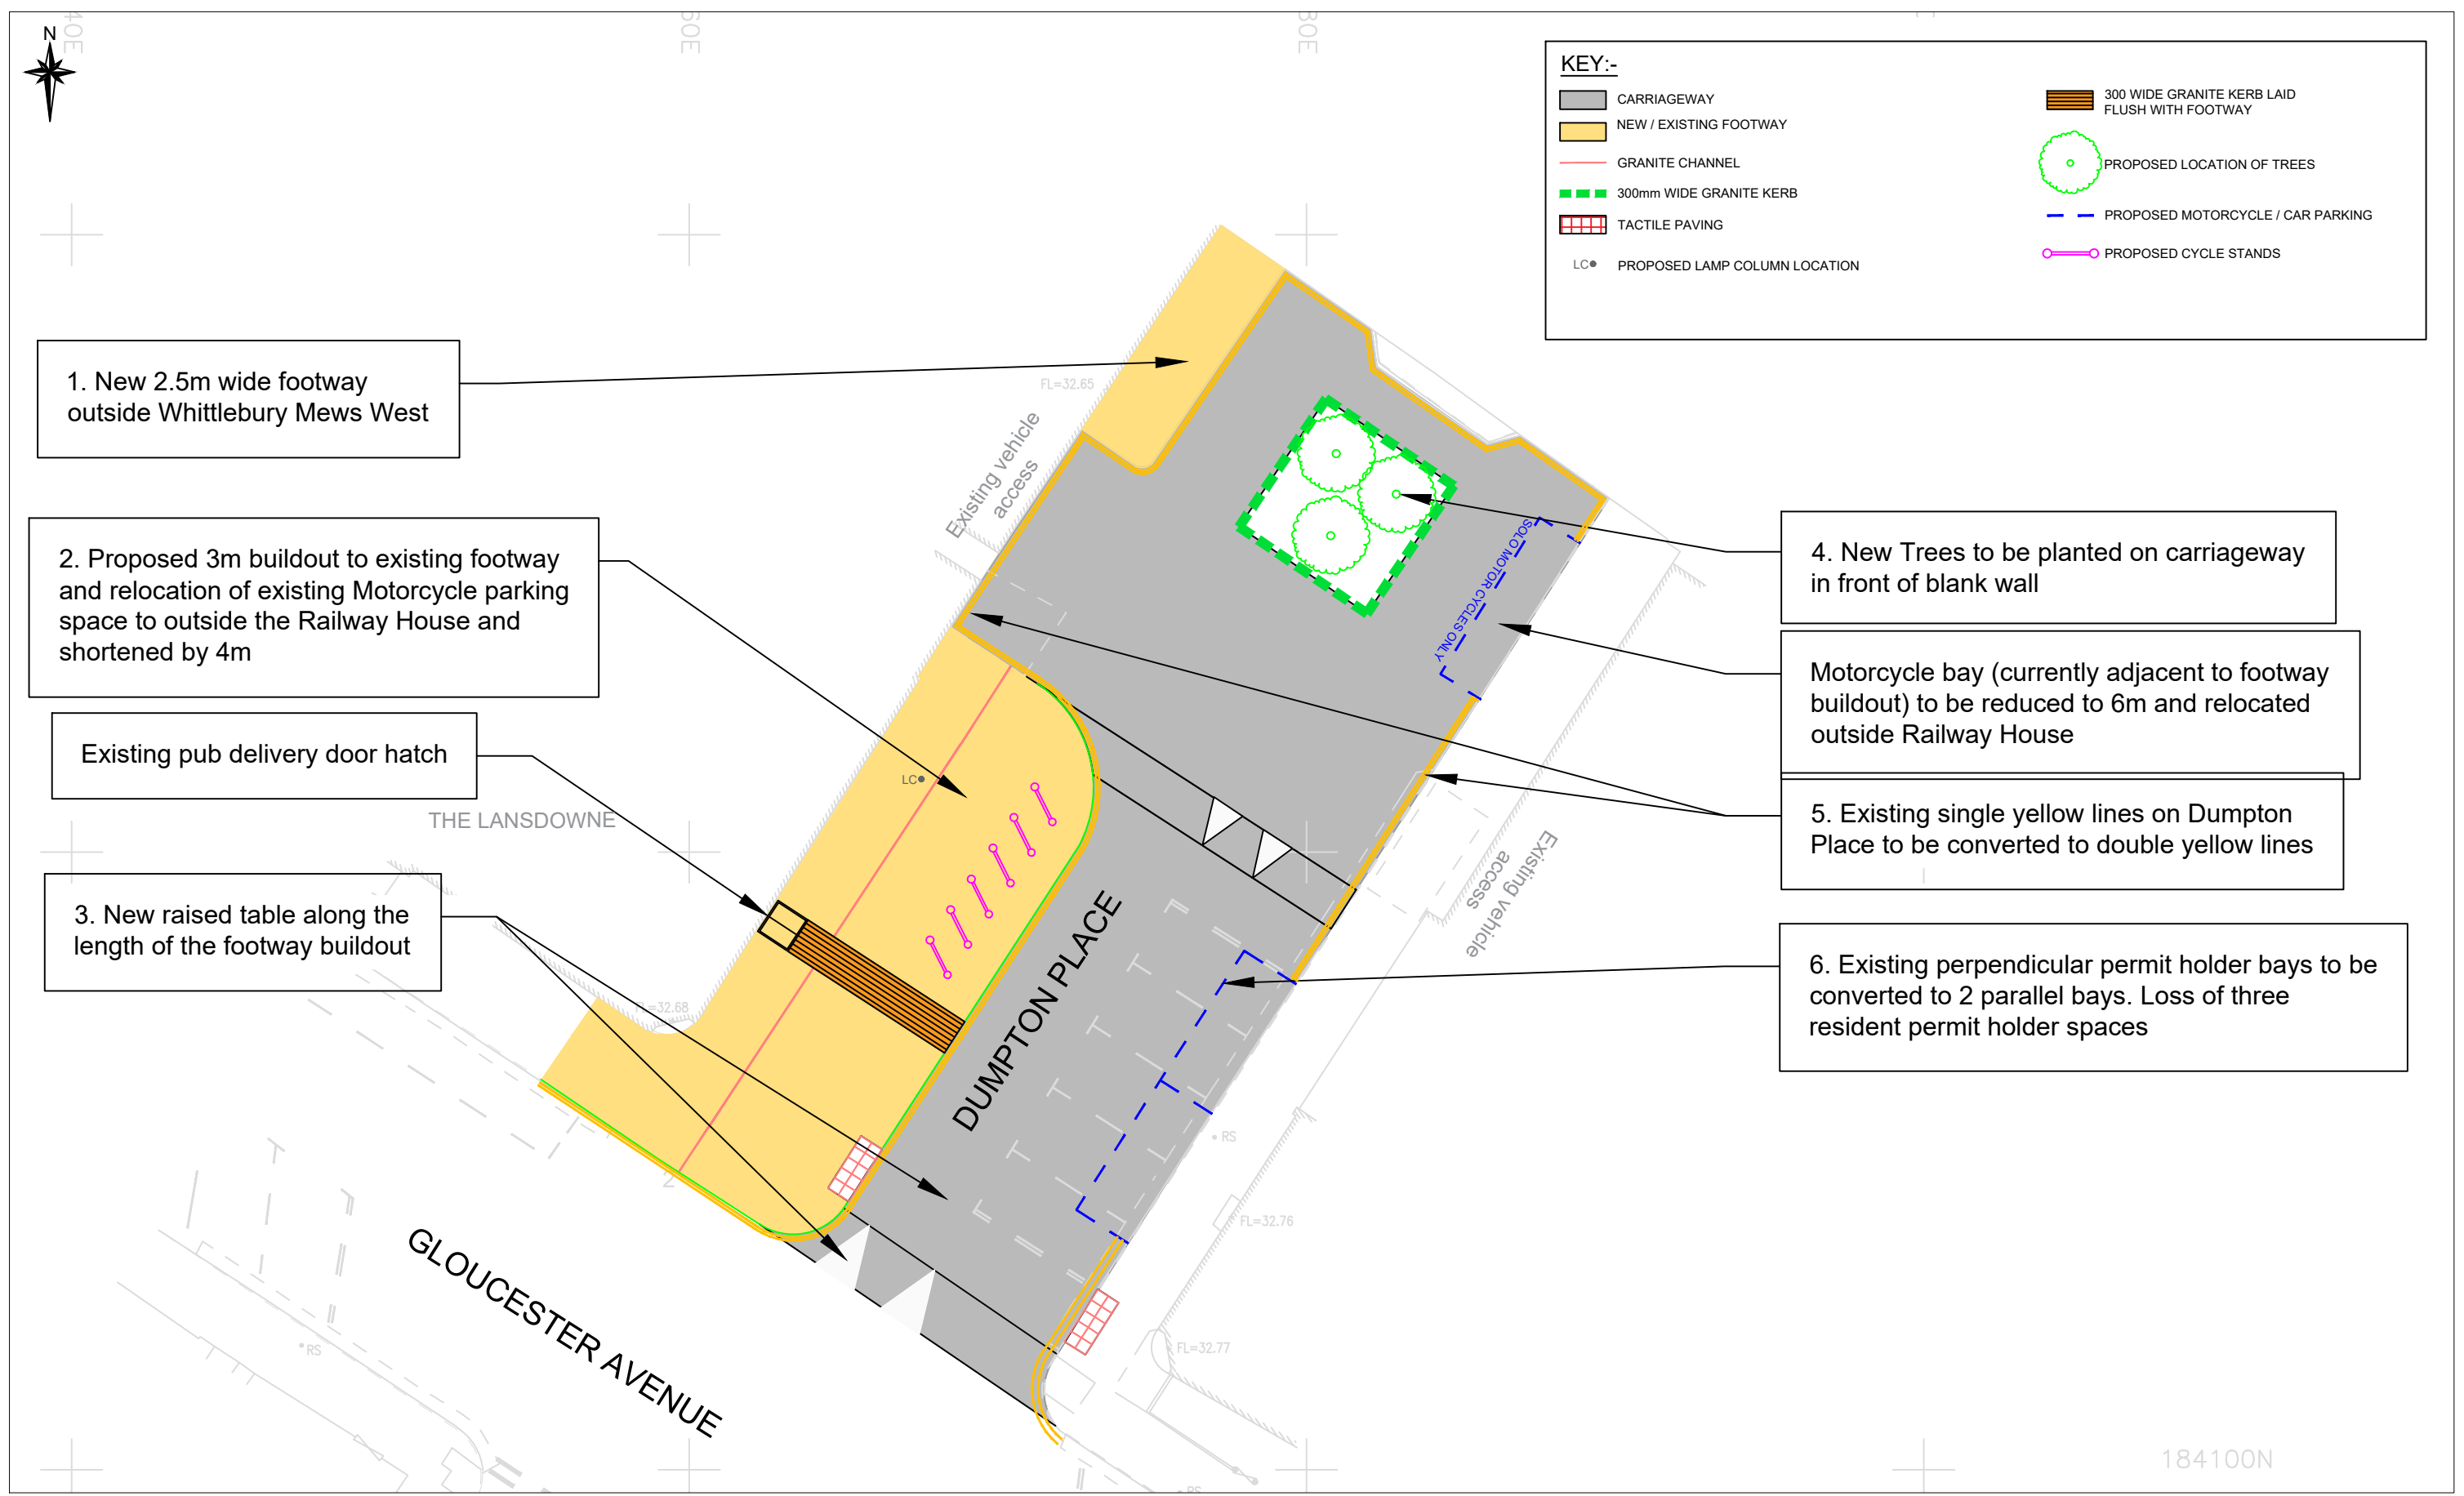 40E
60E
80E
N
KEY:-
CARRIAGEWAY
NEW / EXISTING FOOTWAY
GRANITE CHANNEL
300mm WIDE GRANITE KERB
TACTILE PAVING
LC
PROPOSED LAMP COLUMN LOCATION
300 WIDE GRANITE KERB LAID
FLUSH WITH FOOTWAY
PROPOSED LOCATION OF TREES
PROPOSED MOTORCYCLE / CAR PARKING
PROPOSED CYCLE STANDS
1. New 2.5m wide footway
outside Whittlebury Mews West
FL=32.65
Existing vehicle
access
2. Proposed 3m buildout to existing footway
and relocation of existing Motorcycle parking
space to outside the Railway House and
shortened by 4m
SOLO MOTOR CYCLES ONLY
4. New Trees to be planted on carriageway
in front of blank wall
Motorcycle bay (currently adjacent to footway
buildout) to be reduced to 6m and relocated
outside Railway House
Existing pub delivery door hatch
LC
THE LANSDOWNE
5. Existing single yellow lines on Dumpton
Place to be converted to double yellow lines
Existing vehicle
access
3. New raised table along the
length of the footway buildout
6. Existing perpendicular permit holder bays to be
converted to 2 parallel bays. Loss of three
resident permit holder spaces
FL=32.68
DUMPTON PLACE
RS
2
FL=32.76
GLOUCESTER AVENUE
RS
FL=32.77
184100N
RS